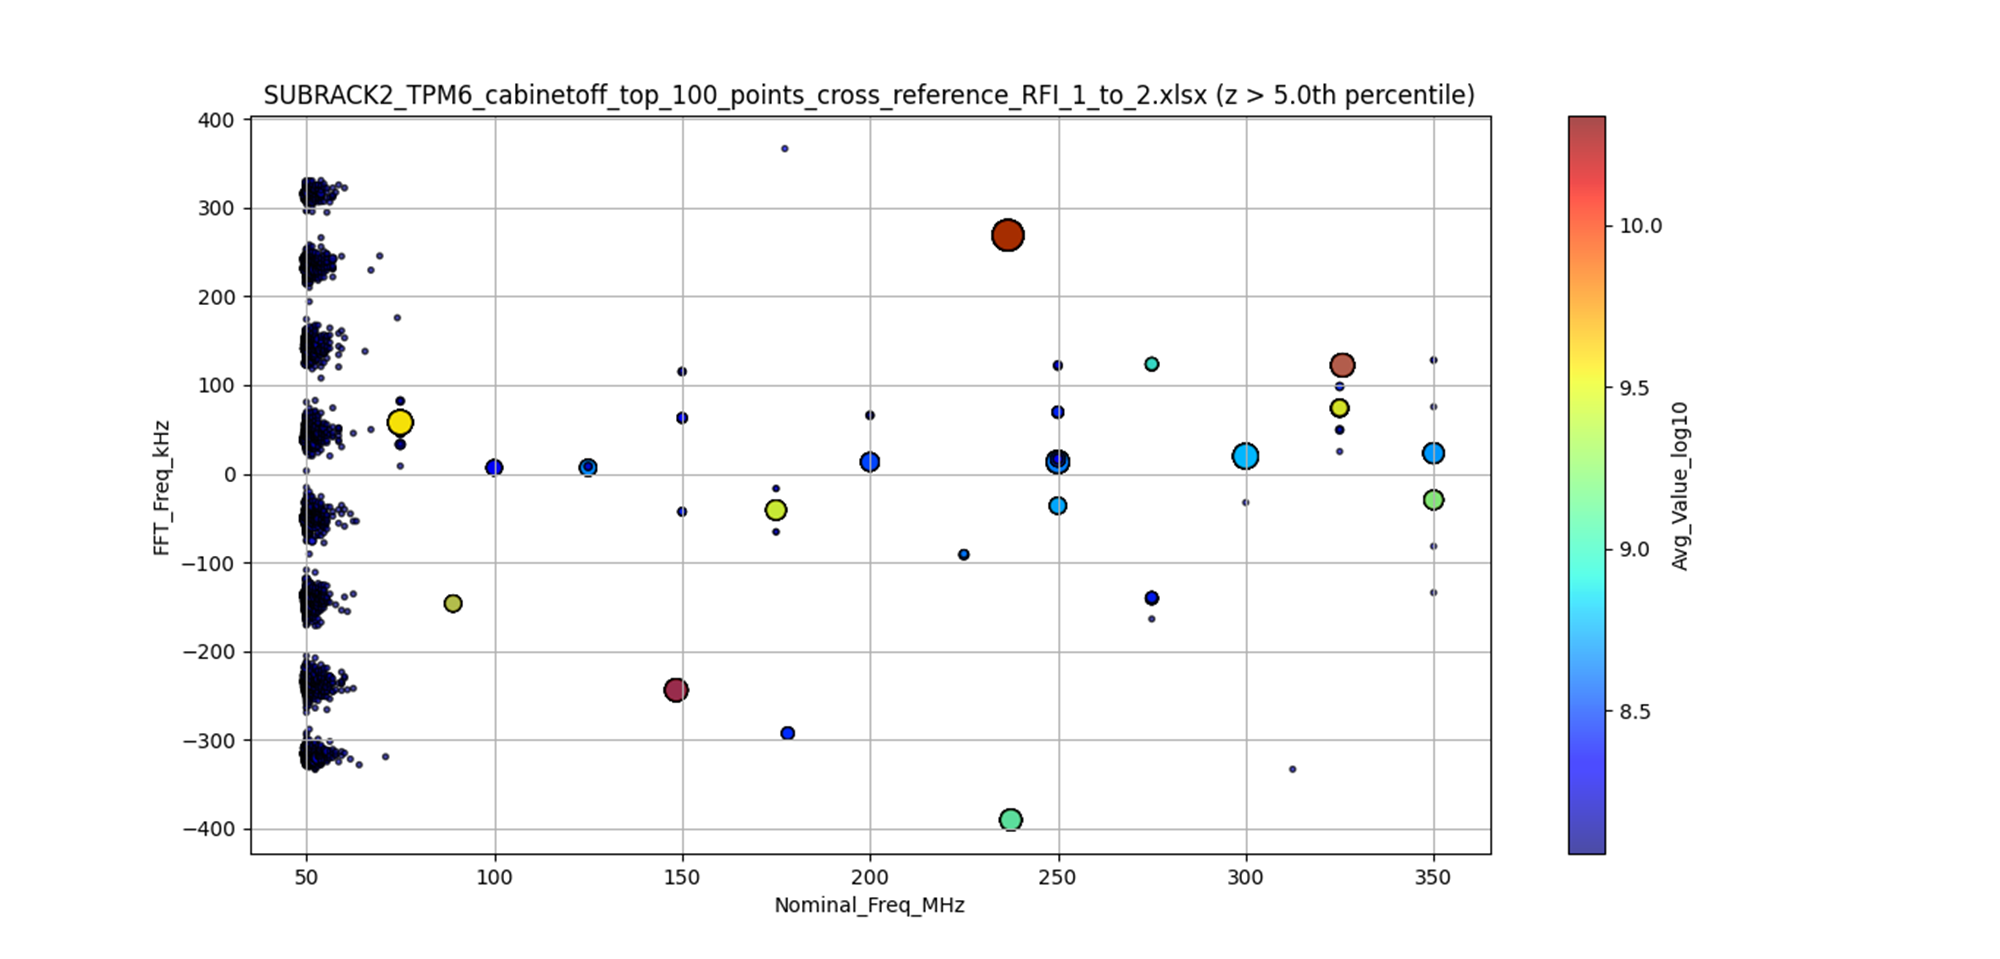 SUBRACK2_TPM6_cabinetoff_top_100_points_cross_reference_RFI_1_to_2.xlsx (z > 5.0th percentile)
400
300
200
100
0
−100
−200
−300
−400
FFT_Freq_kHz
50 100 150 200 250 300 350
Nominal_Freq_MHz
10.0
9.5
9.0
8.5
Avg_Value_log10